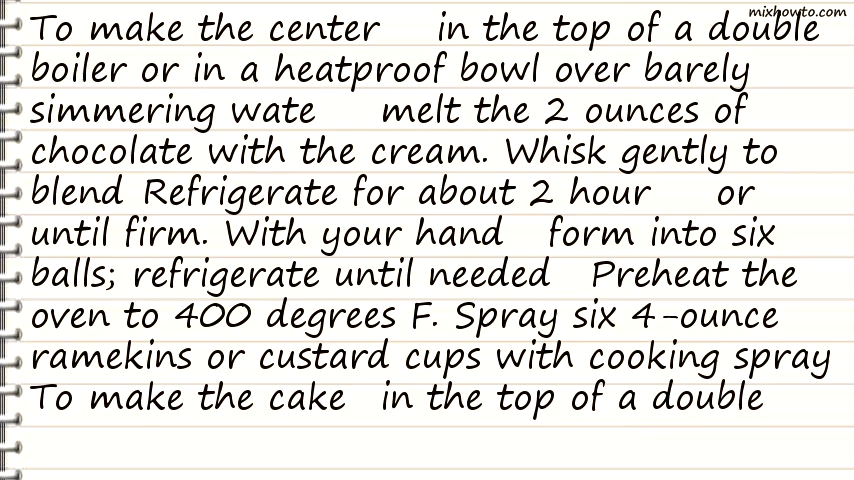 mixhowto.com
To make the center in the top of a double
boiler or in a heatproof bowl over barely
simmering wate melt the 2 ounces of
chocolate with the cream. Whisk gently to
blend Refrigerate for about 2 hour or
until firm. With your hand form into six
balls; refrigerate until needed Preheat the
oven to 400 degrees F. Spray six 4-ounce
ramekins or custard cups with cooking spray
To make the cake in the top of a double